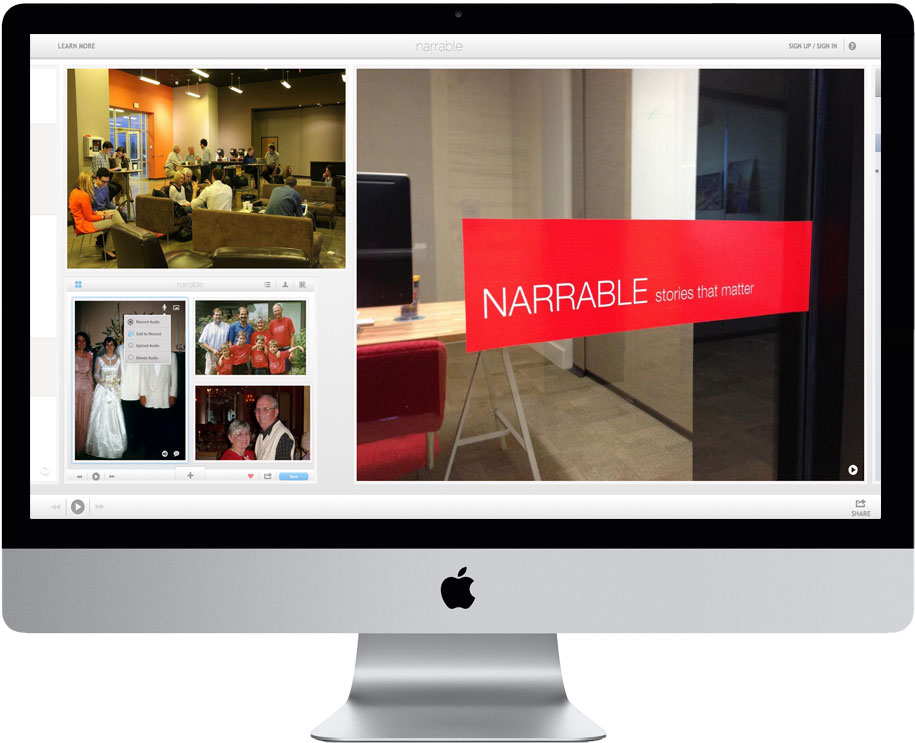 LEARN MORE
narrable
SIGN UP / SIGN IN
?
NARRABLE stories that matter
narrable
Record Audio
Call to Record
Upload Audio
Delete Audio
SHARE